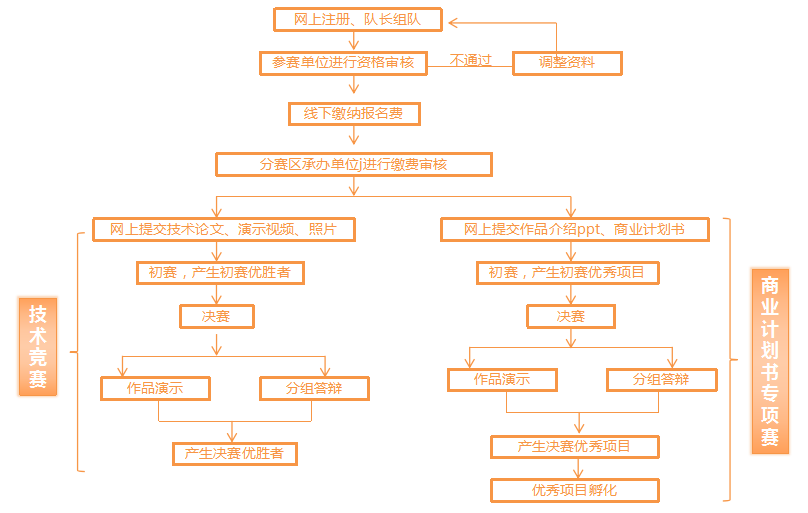 网上注册、队长组队
参赛单位进行资格审核
不通过
调整资料
线下缴纳报名费
分赛区承办单位j进行缴费审核
网上提交技术论文、演示视频、照片
网上提交作品介绍ppt、商业计划书
初赛，产生初赛优胜者
初赛，产生初赛优秀项目
技术竞赛
商业计划书专项赛
决赛
决赛
作品演示
分组答辩
作品演示
分组答辩
产生决赛优胜者
产生决赛优秀项目
优秀项目孵化